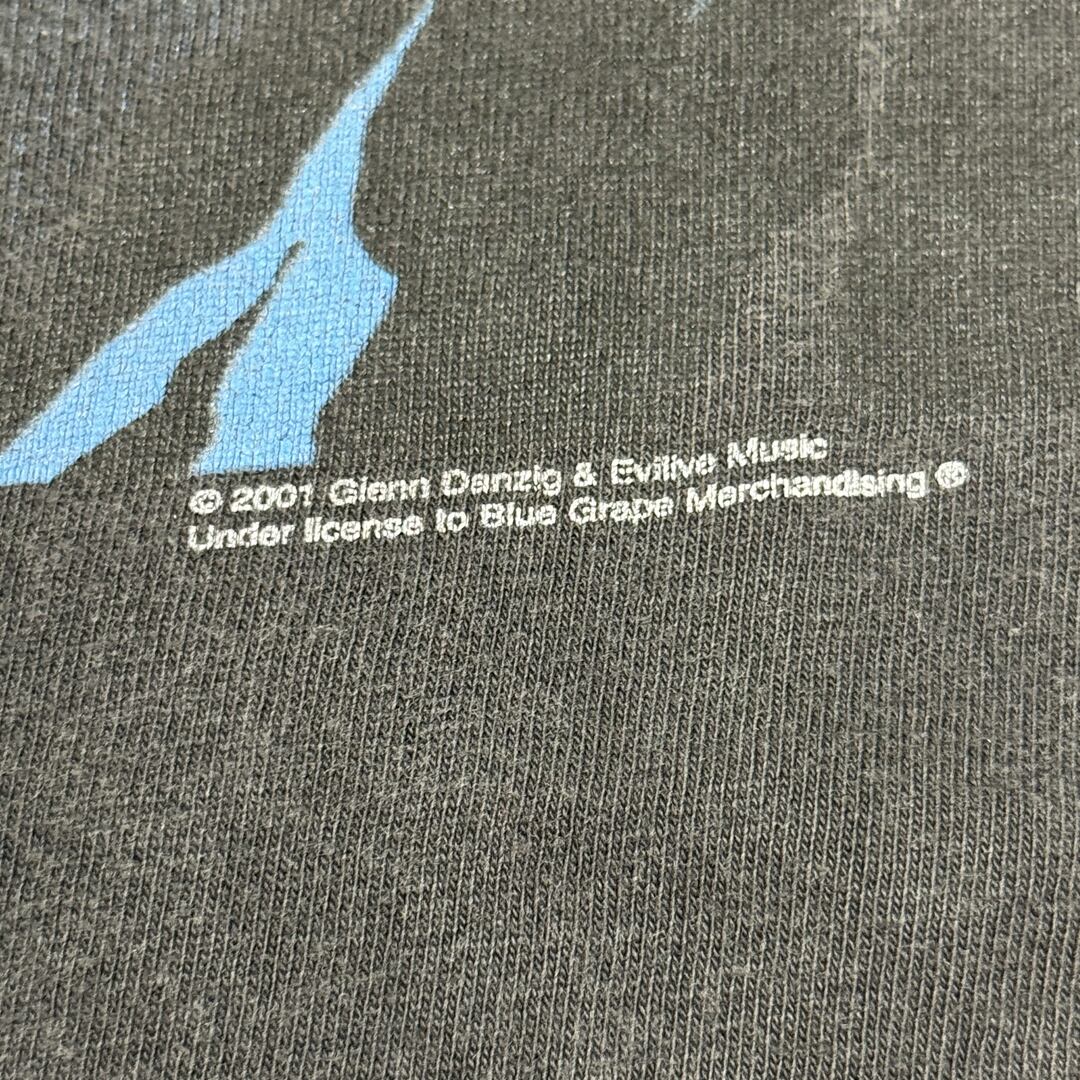 © 2001 Glenn Danzig & Evilive Music
Under license to Blue Grape Merchandising ®